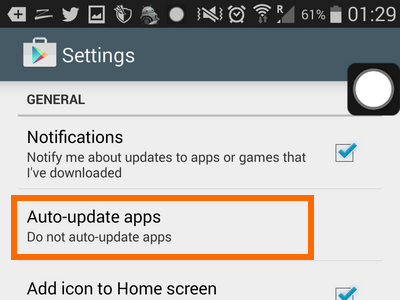 R 61% 01:29
Settings
GENERAL
Notifications
Notify me about updates to apps or games that
I've downloaded
Auto-update apps
Do not auto-update apps
Add icon to Home screen